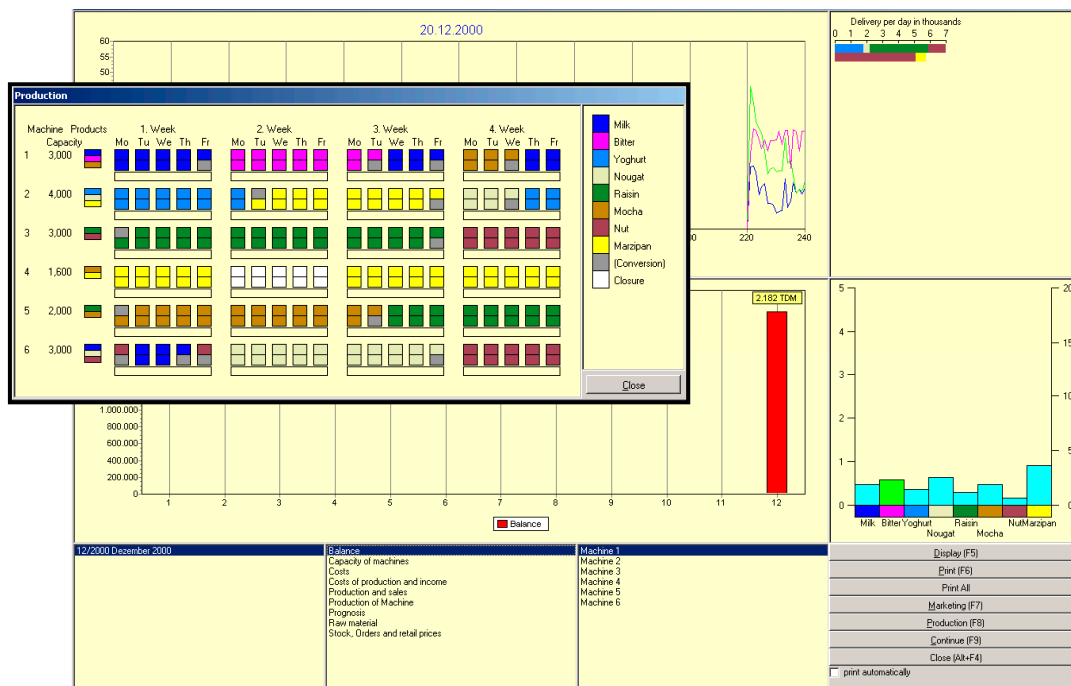 20.12.2000
60
55
50
Delivery per day in thousands
0 1 2 3 4 5 6 7
Production
Machine Products
Capacity
1. Week 2. Week 3. Week 4. Week
Mo Tu We Th Fr Mo Tu We Th Fr Mo Tu We Th Fr Mo Tu We Th Fr
1 3,000
2 4,000
3 3,000
4 1,600
5 2,000
6 3,000
Milk
Bitter
Yoghurt
Nougat
Raisin
Mocha
Nut
Marzipan
(Conversion)
Closure
Close
220 240
2.182 TDM
1.000.000
800.000
600.000
400.000
200.000
0
1 2 3 4 5 6 7 8 9 10 11 12
Balance
5
4
3
2
1
0
Milk Bitter Yoghurt Nougat Raisin Mocha Nut Marzipan
12/2000 Dezember 2000
Balance
Capacity of machines
Costs
Costs of production and income
Production and sales
Production of Machine
Prognosis
Raw material
Stock, Orders and retail prices
Machine 1
Machine 2
Machine 3
Machine 4
Machine 5
Machine 6
Display (F5)
Print (F6)
Print All
Marketing (F7)
Production (F8)
Continue (F9)
Close (Alt+F4)
print automatically